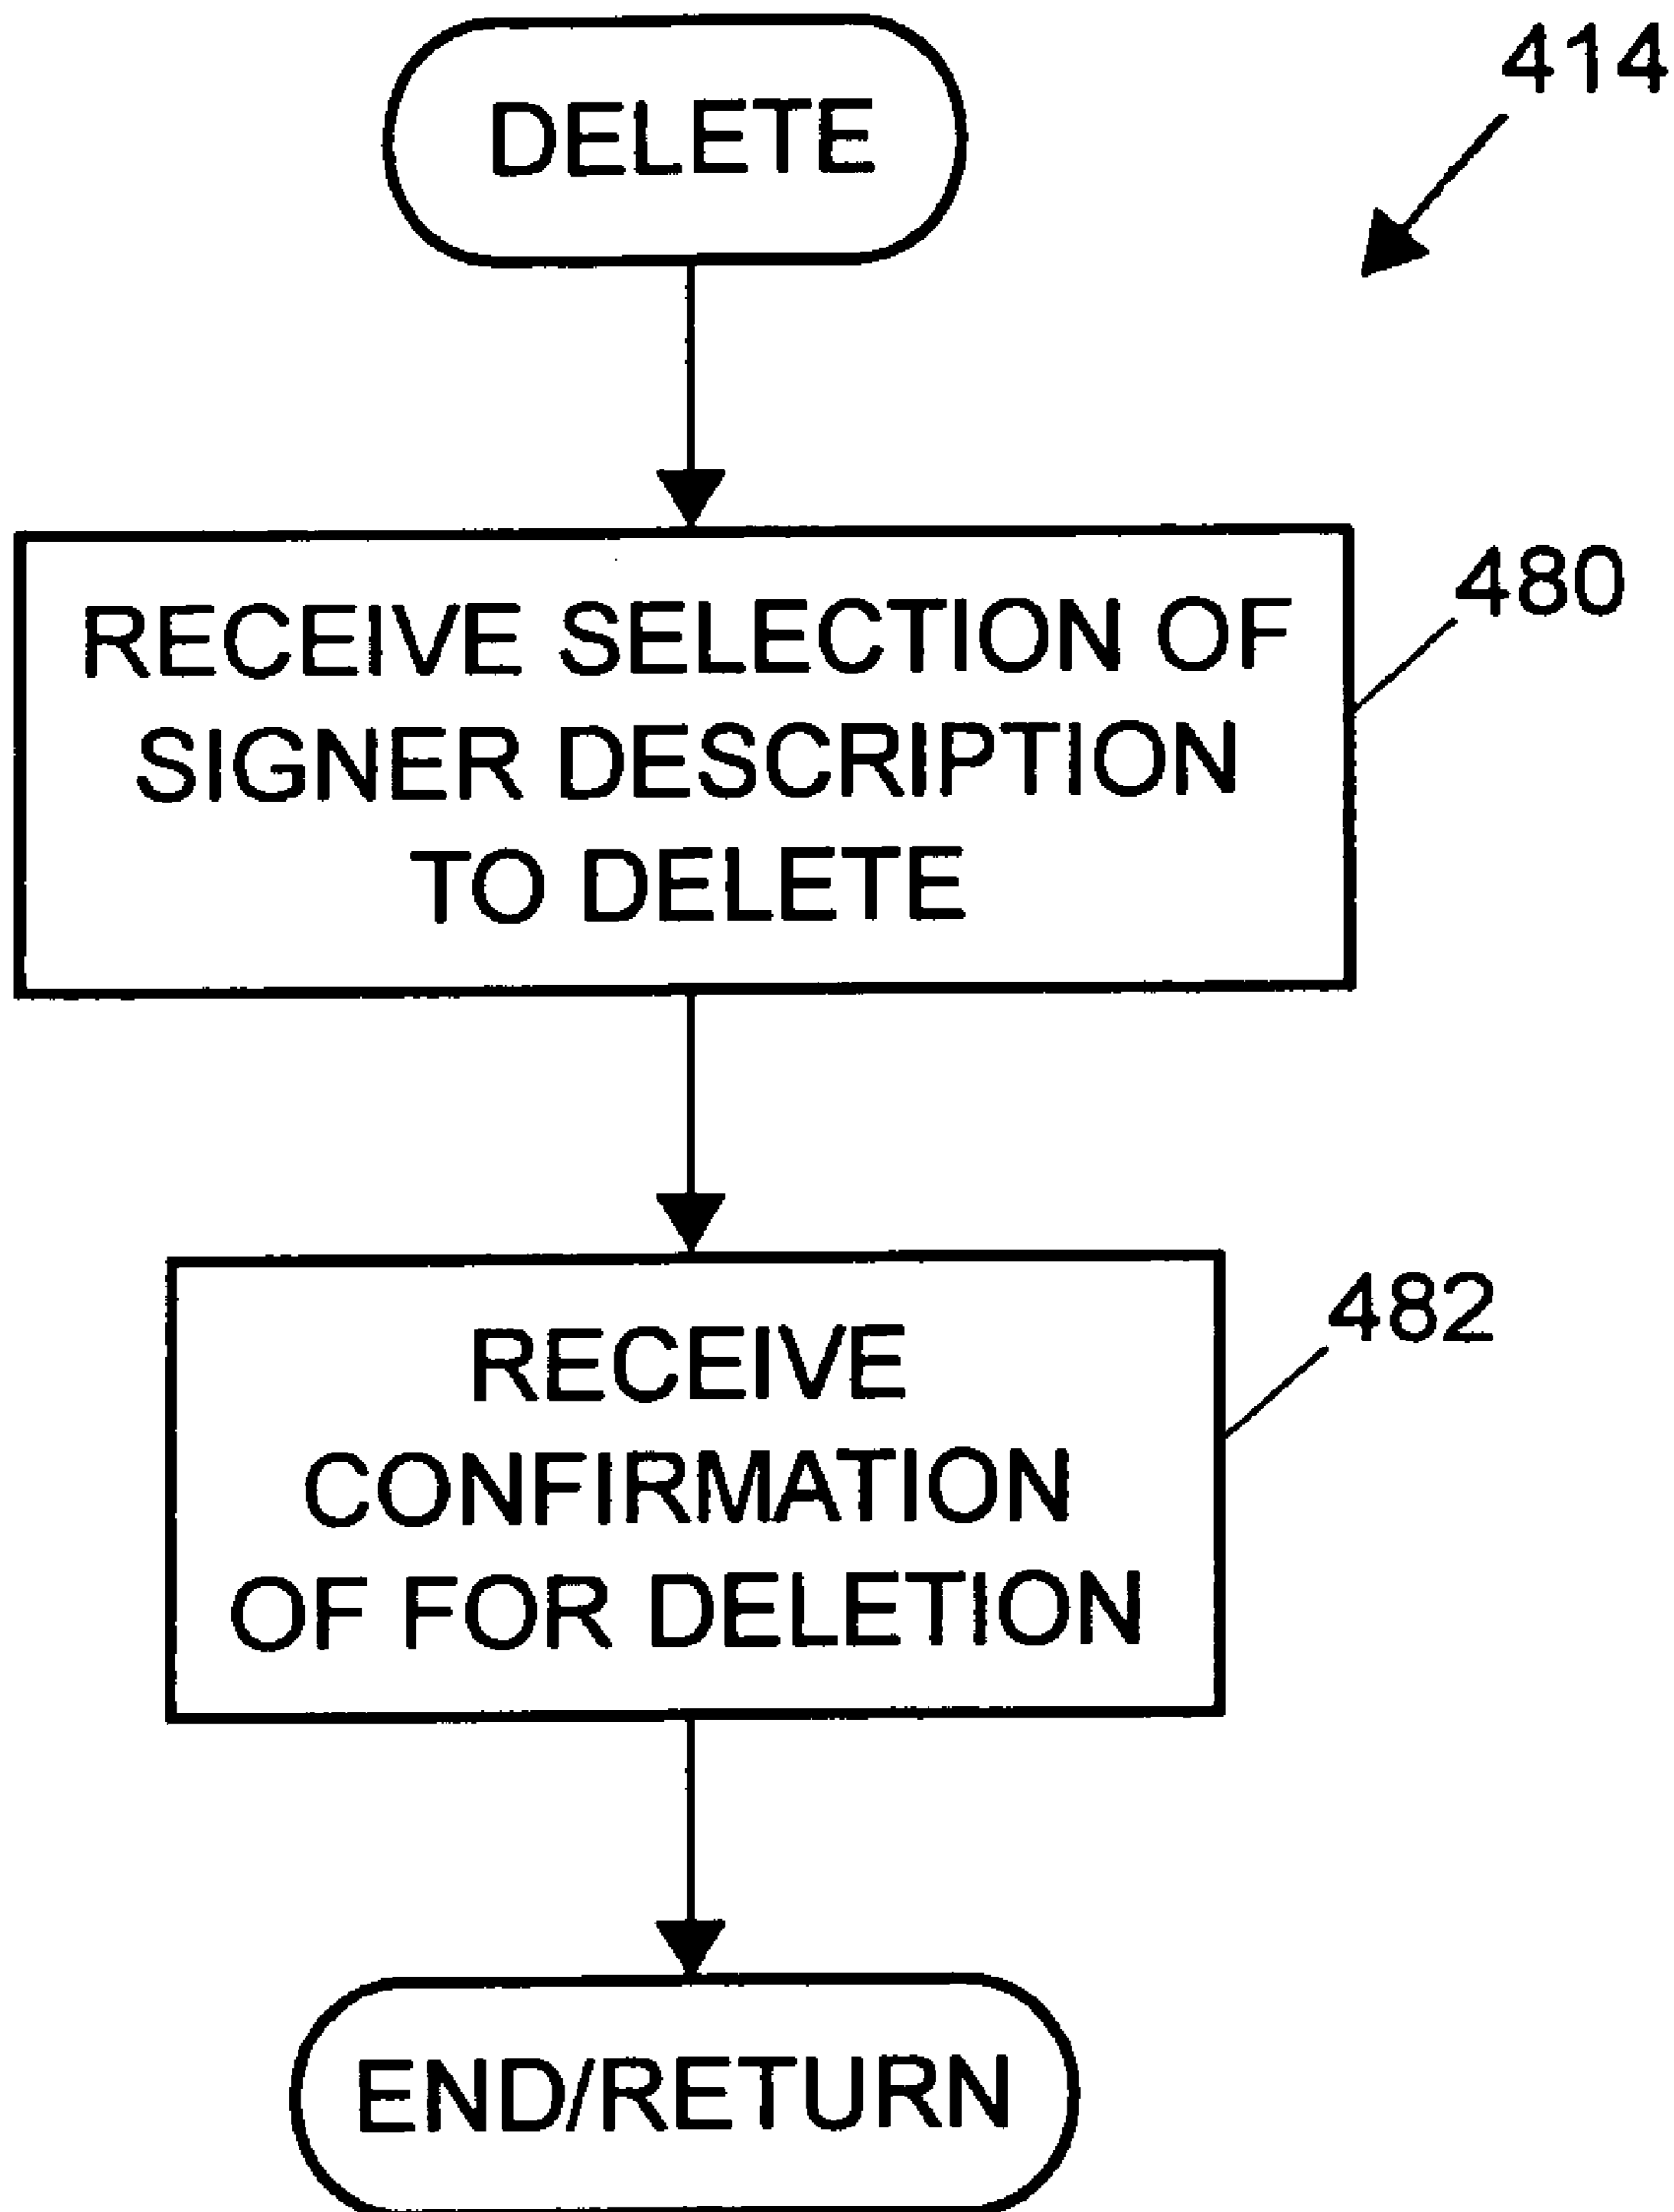 DELETE
414
RECEIVE SELECTION OF
SIGNER DESCRIPTION
TO DELETE
480
RECEIVE
CONFIRMATION
OF FOR DELETION
482
END/RETURN